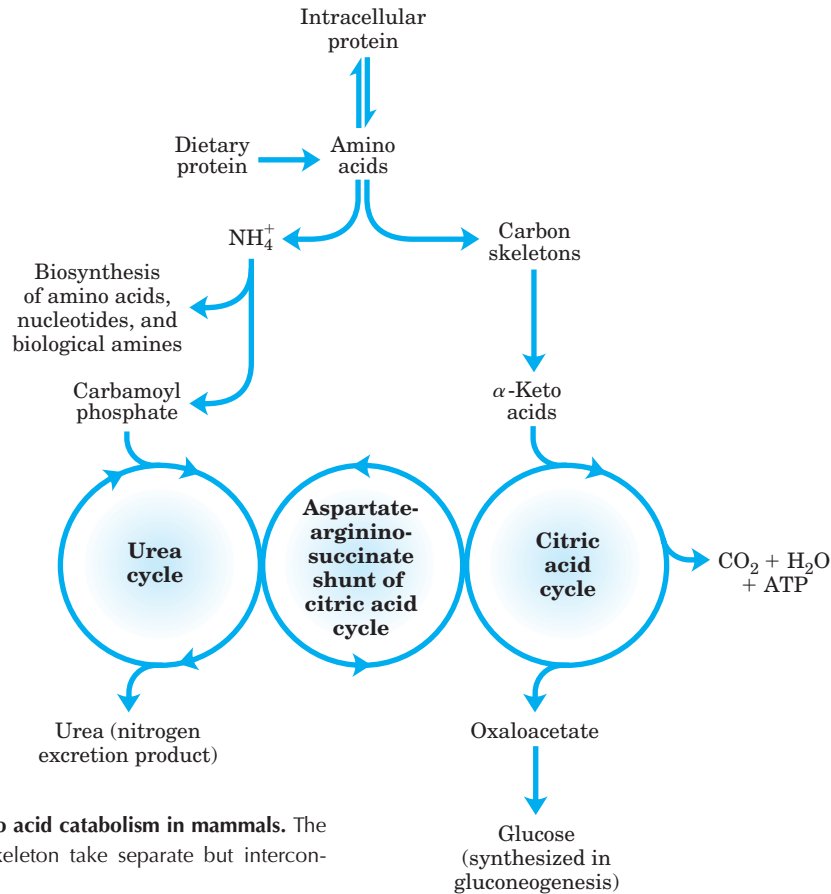 Intracellular
protein
Dietary
protein
Amino
acids
NH₄⁺
Carbon
skeletons
Biosynthesis
of amino acids,
nucleotides, and
biological amines
Carbamoyl
phosphate
α-Keto
acids
Urea
cycle
Aspartate-
arginino-
succinate
shunt of
citric acid
cycle
Citric
acid
cycle
CO₂ + H₂O
+ ATP
Urea (nitrogen
excretion product)
Oxaloacetate
Glucose
(synthesized in
gluconeogenesis)
acid catabolism in mammals. The
take separate but intercon-